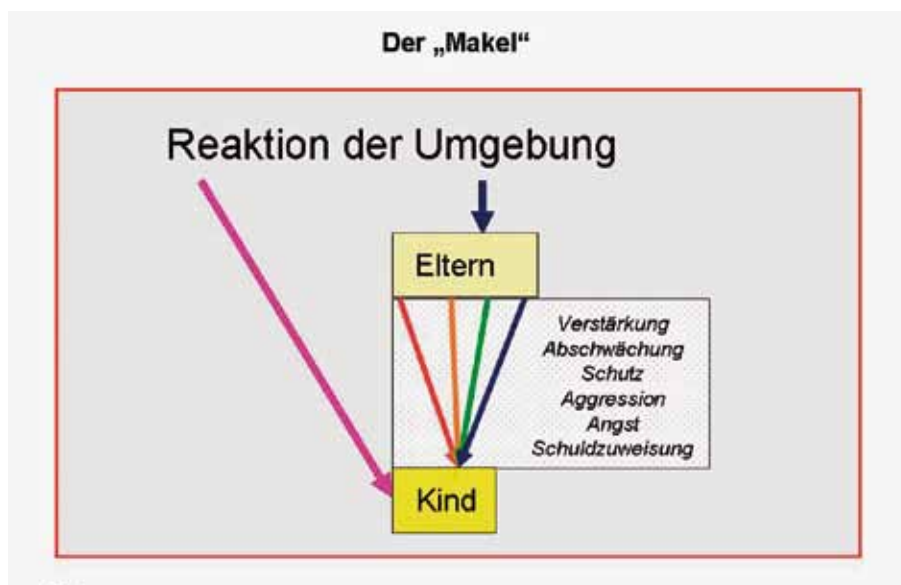 Der „Makel“
Reaktion der Umgebung
Eltern
Verstärkung
Abschwächung
Schutz
Aggression
Angst
Schuldzuweisung
Kind